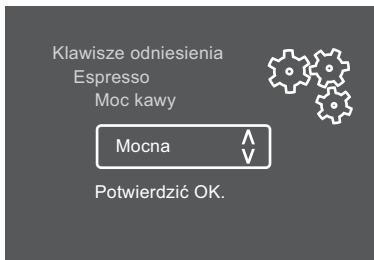 Klawisze odniesienia
Espresso
Moc kawy
Mocna
Potwierdzić OK.